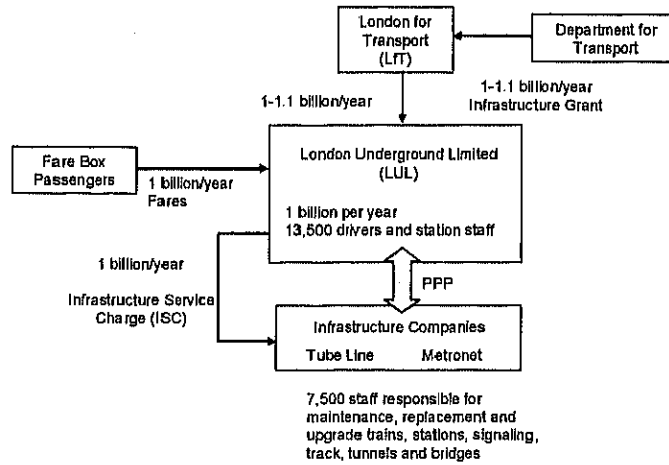 London for
Transport
(LfT)
Department for
Transport
1-1.1 billion/year
1-1.1 billion/year
Infrastructure Grant
Fare Box
Passengers
1 billion/year
Fares
London Underground Limited
(LUL)
1 billion per year
13,500 drivers and station staff
1 billion/year
Infrastructure Service
Charge (ISC)
PPP
Infrastructure Companies
Tube Line Metronet
7,500 staff responsible for
maintenance, replacement and
upgrade trains, stations, signaling,
track, tunnels and bridges